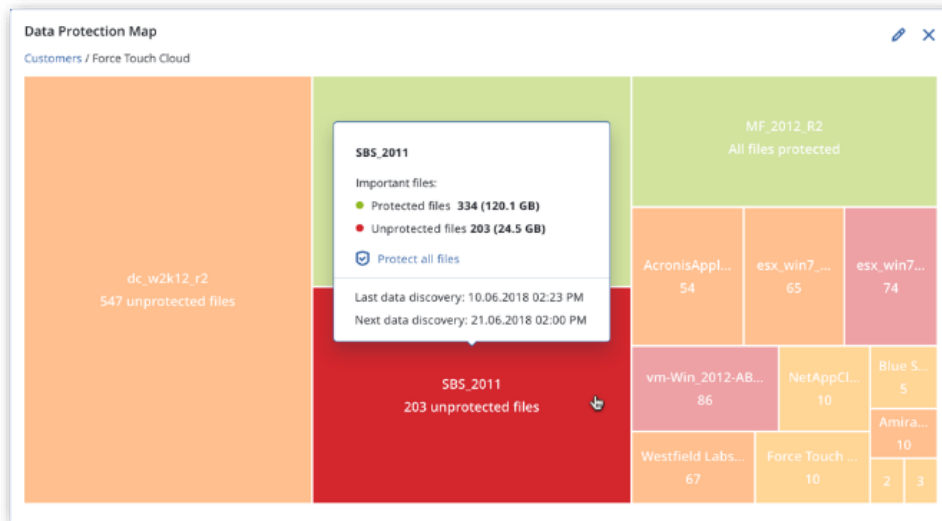 Data Protection Map
Customers / Force Touch Cloud
dc_w2k12_r2
547 unprotected files
SBS_2011
Important files:
Protected files 334 (120.1 GB)
Unprotected files 203 (24.5 GB)
Protect all files
Last data discovery: 10.06.2018 02:23 PM
Next data discovery: 21.06.2018 02:00 PM
SBS_2011
203 unprotected files
MF_2012_R2
All files protected
AcronisAppl...
54
esx_win7_...
65
esx_win7...
74
vm-Win_2012-AB...
86
NetAppCl...
10
Blue S...
5
Amira...
10
Westfield Labs...
67
Force Touch ...
10
2
3